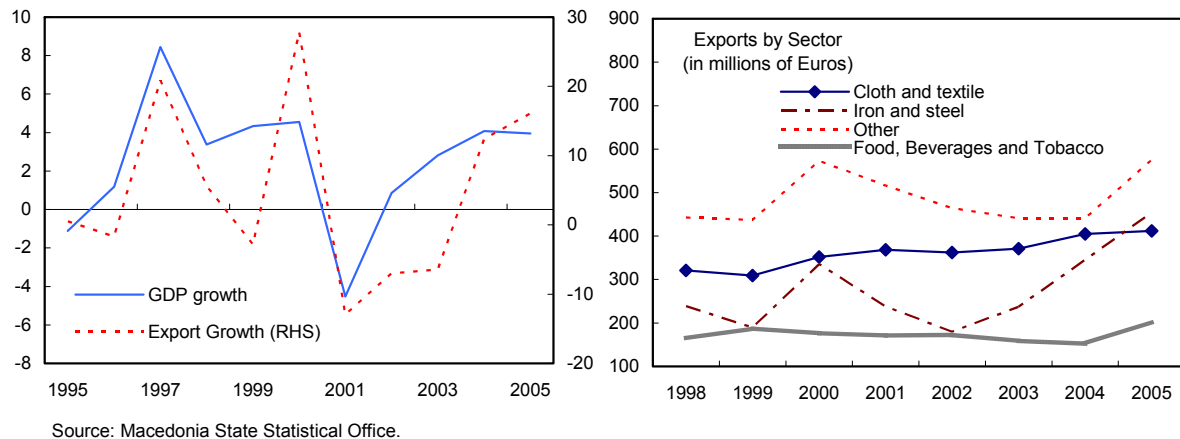 10
8
6
4
2
0
-2
-4
-6
-8
30
20
10
0
-10
-20
GDP growth
Export Growth (RHS)
1995 1997 1999 2001 2003 2005
900
800
700
600
500
400
300
200
100
Exports by Sector
(in millions of Euros)
Cloth and textile
Iron and steel
Other
Food, Beverages and Tobacco
1998 1999 2000 2001 2002 2003 2004 2005
Source: Macedonia State Statistical Office.